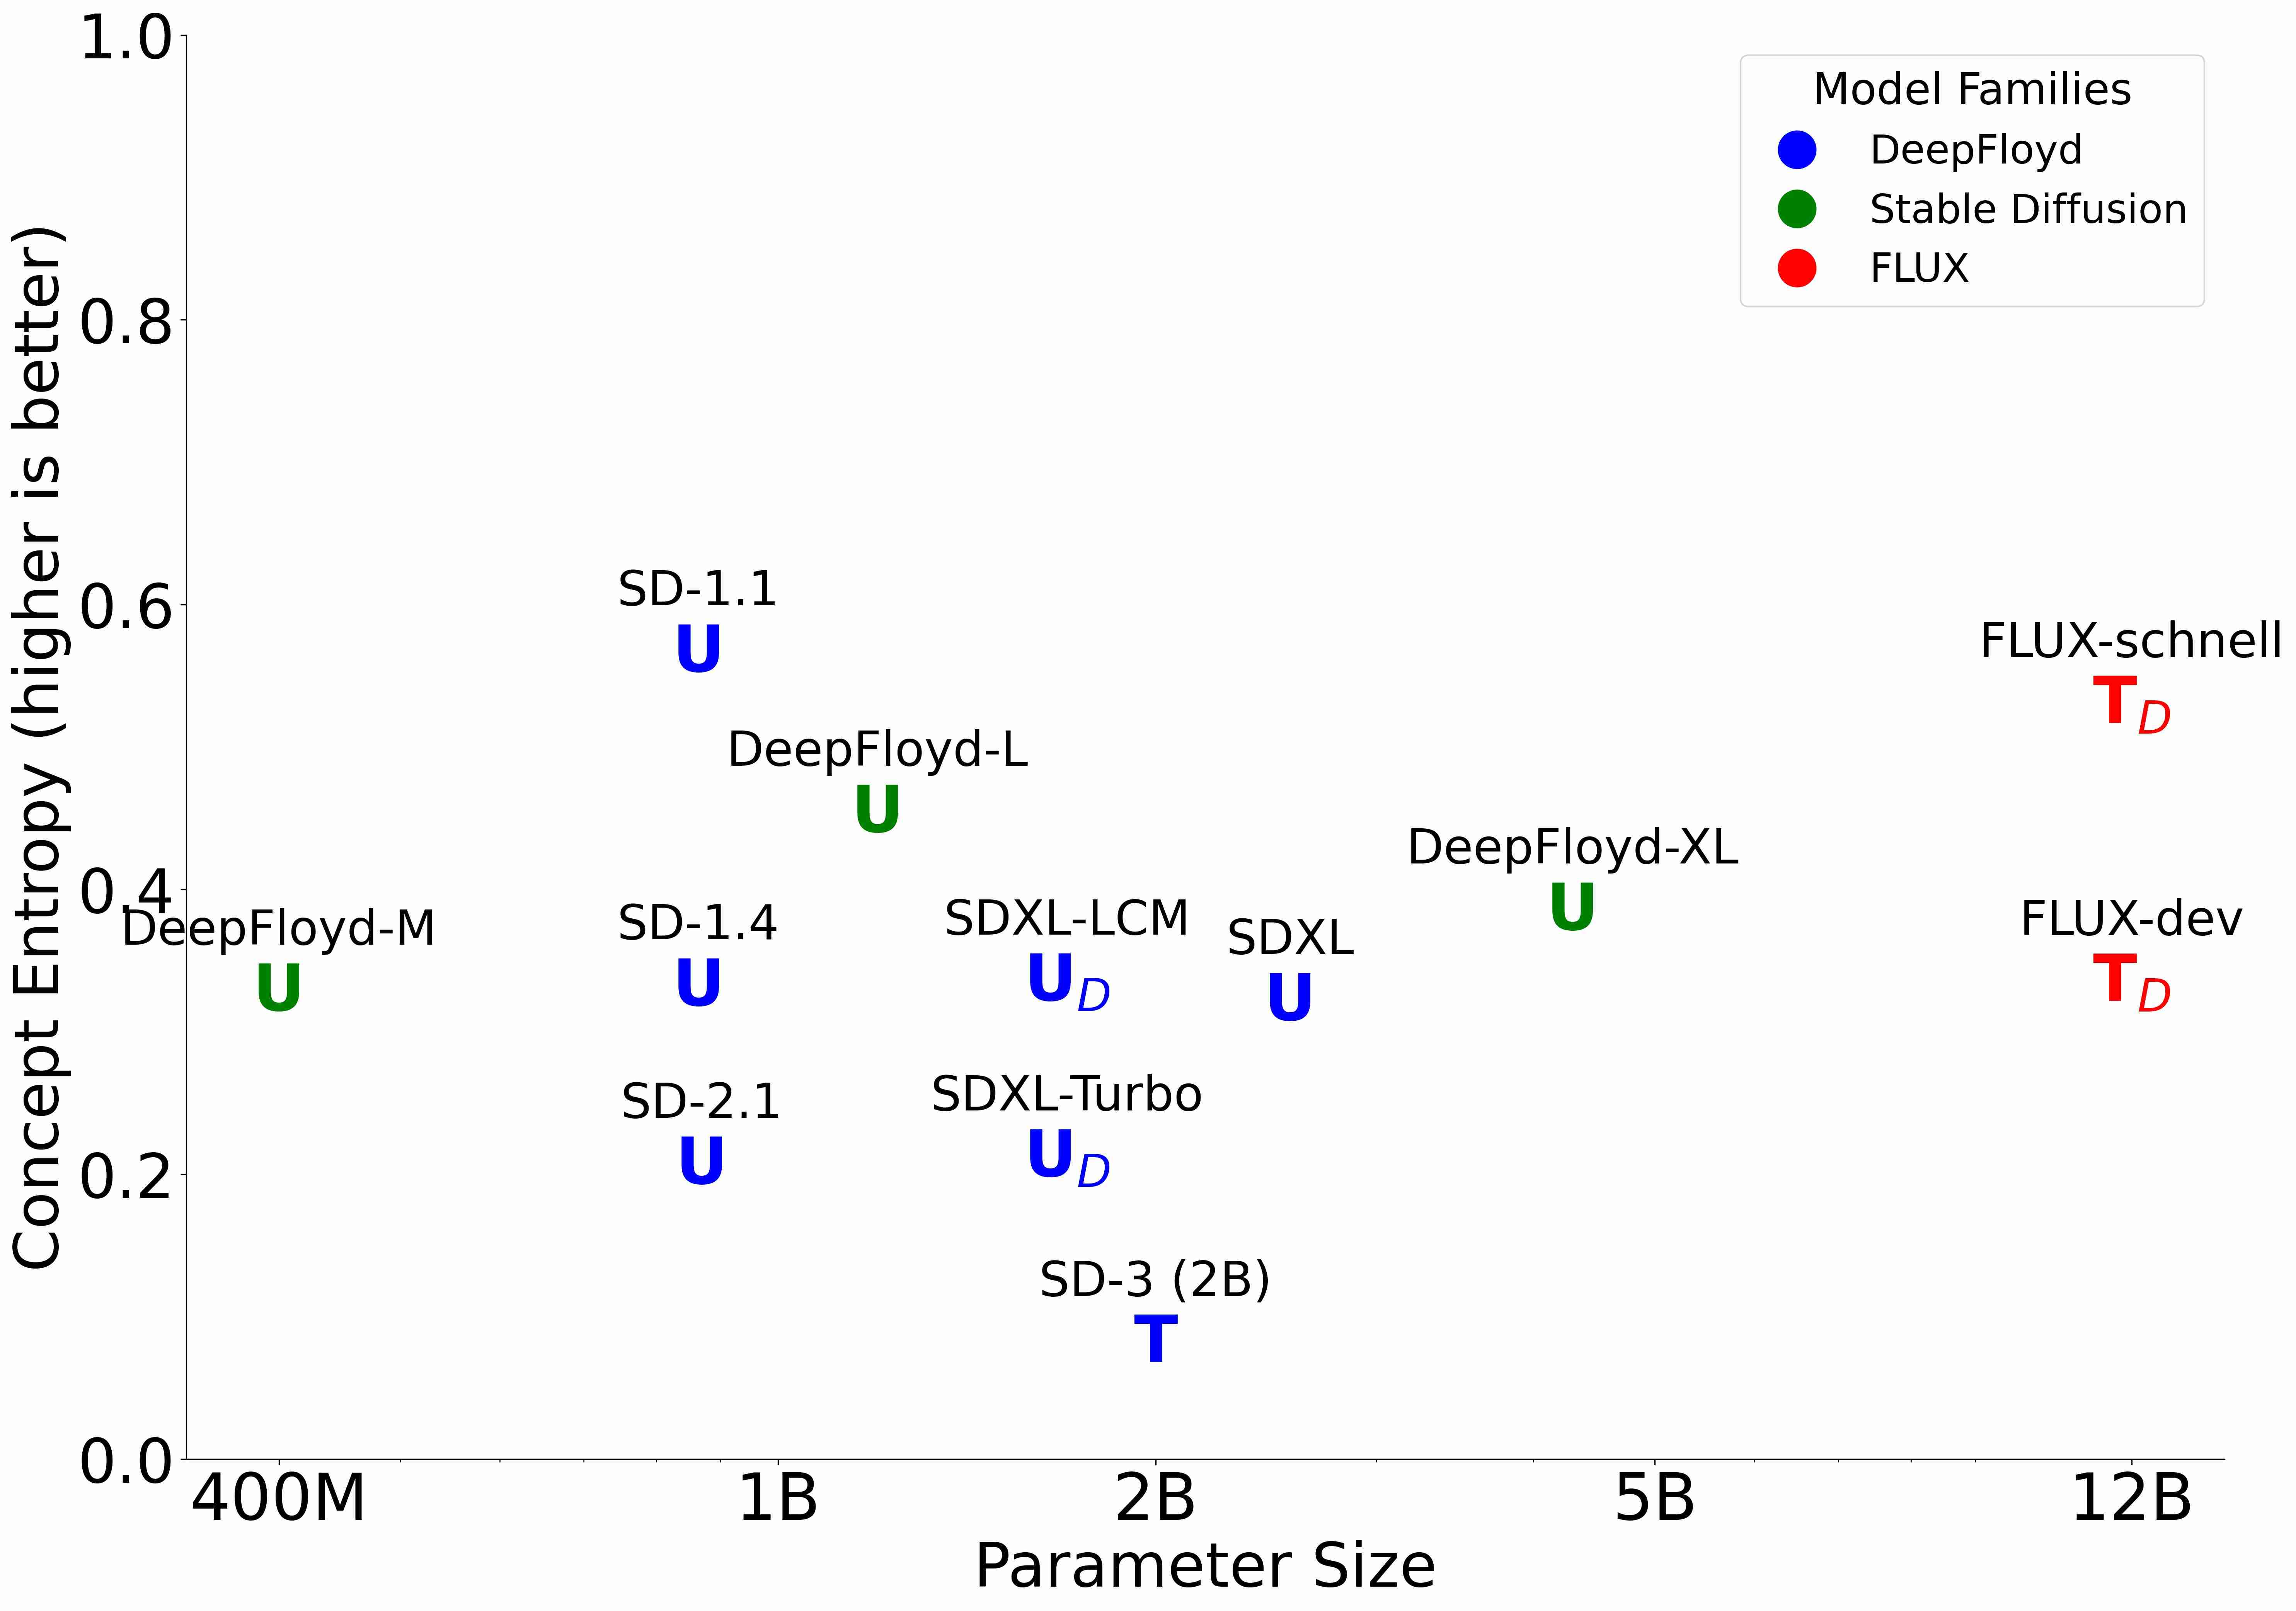 Concept Entropy (higher is better)
1.0
0.8
0.6
0.4
0.2
0.0
Model Families
DeepFloyd
Stable Diffusion
FLUX
SD-1.1
U
FLUX-schnell
T D
DeepFloyd-L
U
DeepFloyd-XL
U
DeepFloyd-M
U
SD-1.4
U
SDXL-LCM
U D
SDXL
U
FLUX-dev
T D
SD-2.1
U
SDXL-Turbo
U D
SD-3 (2B)
T
400M 1B 2B 5B 12B
Parameter Size